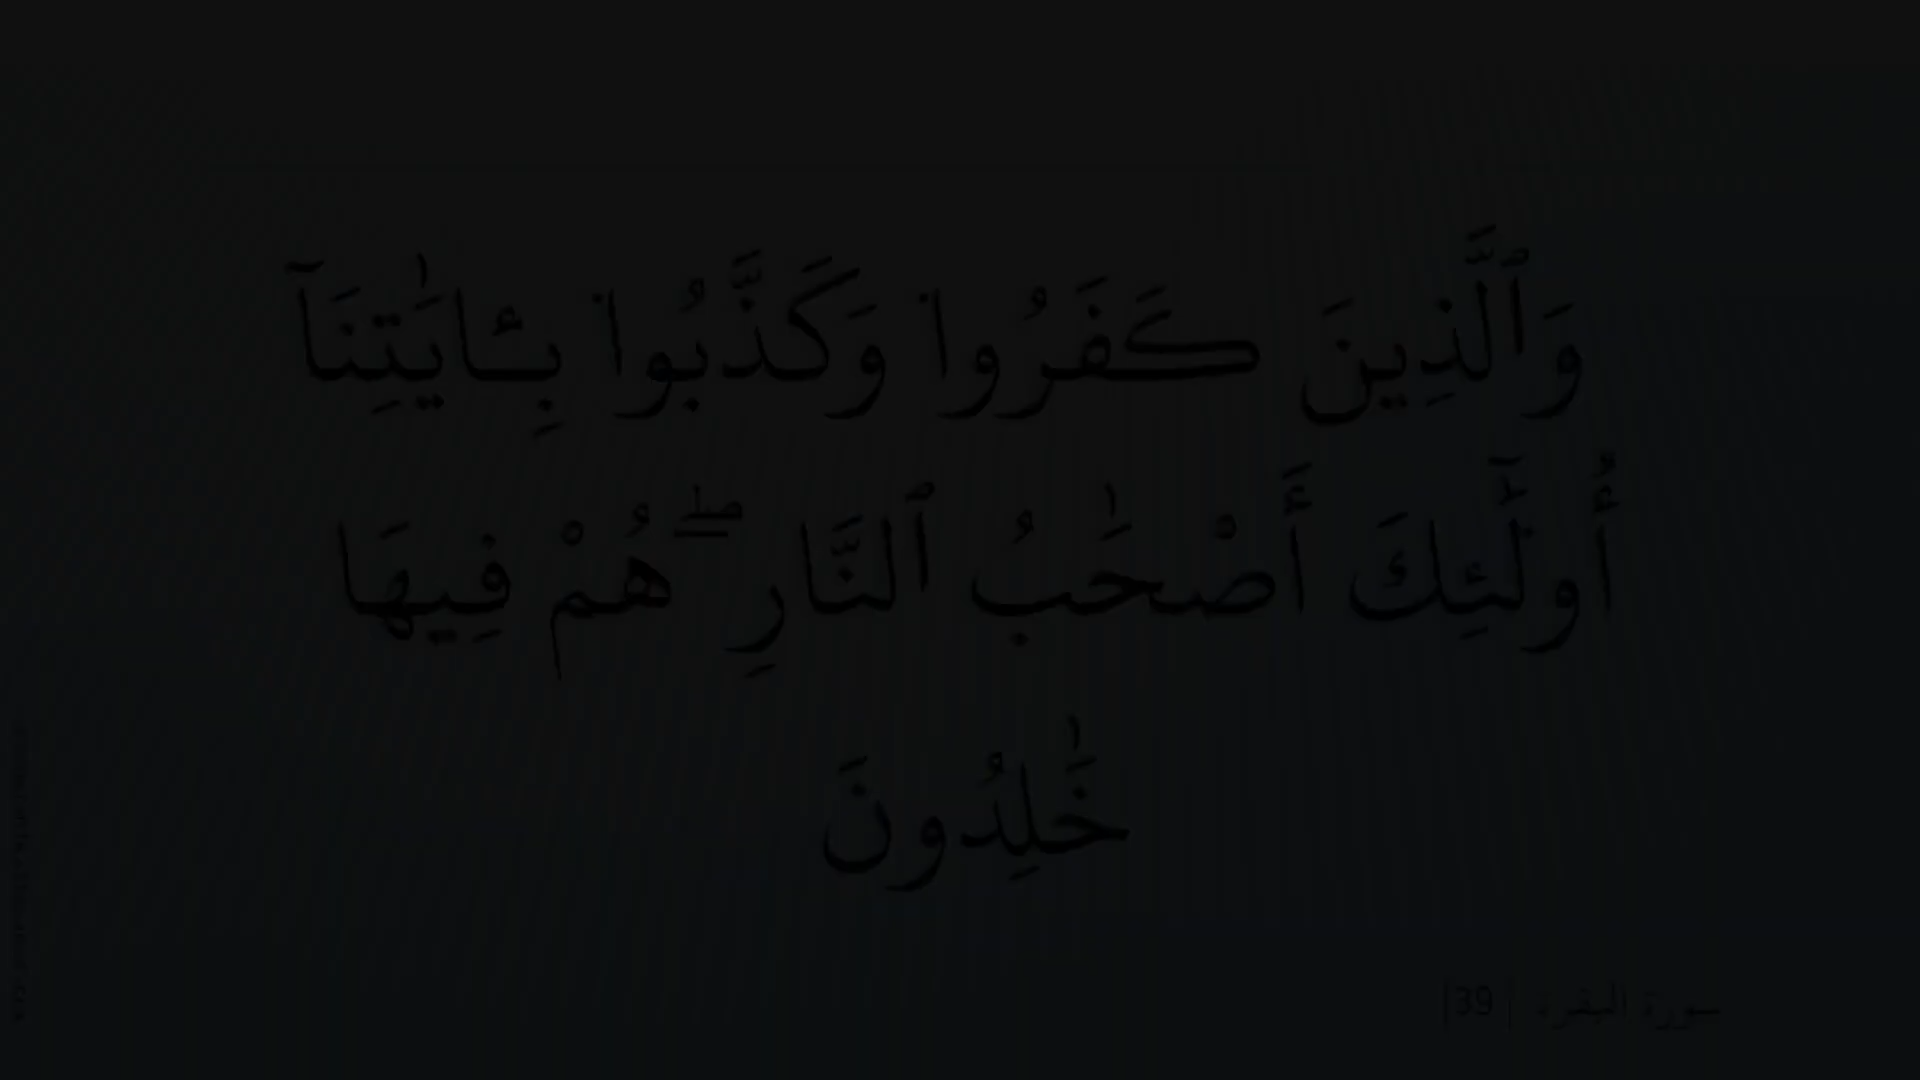 وَٱلَّذِينَ كَفَرُوا۟ وَكَذَّبُوا۟ بِـَٔايَـٰتِنَآ
أُو۟لَـٰٓئِكَ أَصْحَـٰبُ ٱلنَّارِ ۖ هُمْ فِيهَا
خَـٰلِدُونَ
سورة البقرة |39|